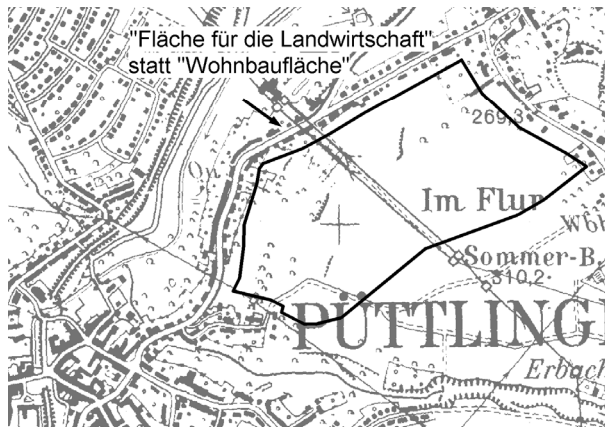 "Fläche für die Landwirtschaft"
statt "Wohnbaufläche"
269,3
Im Flur
Sommer-B.
310,2
PÜTTLING
Erbach